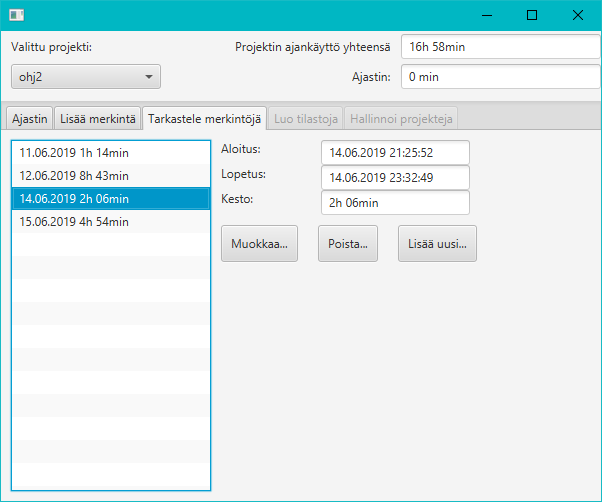 Valittu projekti:
Projektin ajankäyttö yhteensä
16h 58min
ohj2
Ajastin:
0 min
Ajastin
Lisää merkintä
Tarkastele merkintöjä
Luo tilastoja
Hallinnoi projekteja
11.06.2019 1h 14min
12.06.2019 8h 43min
14.06.2019 2h 06min
15.06.2019 4h 54min
Aloitus:
14.06.2019 21:25:52
Lopetus:
14.06.2019 23:32:49
Kesto:
2h 06min
Muokkaa...
Poista...
Lisää uusi...